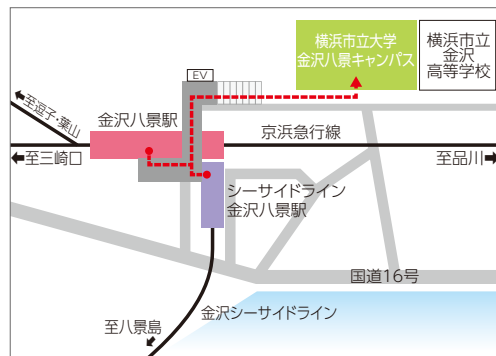 横浜市立大学
金沢八景キャンパス
横浜市立
金沢
高等学校
EV
至逗子・葉山
金沢八景駅
京浜急行線
至三崎口
至品川
シーサイドライン
金沢八景駅
国道16号
金沢シーサイドライン
至八景島